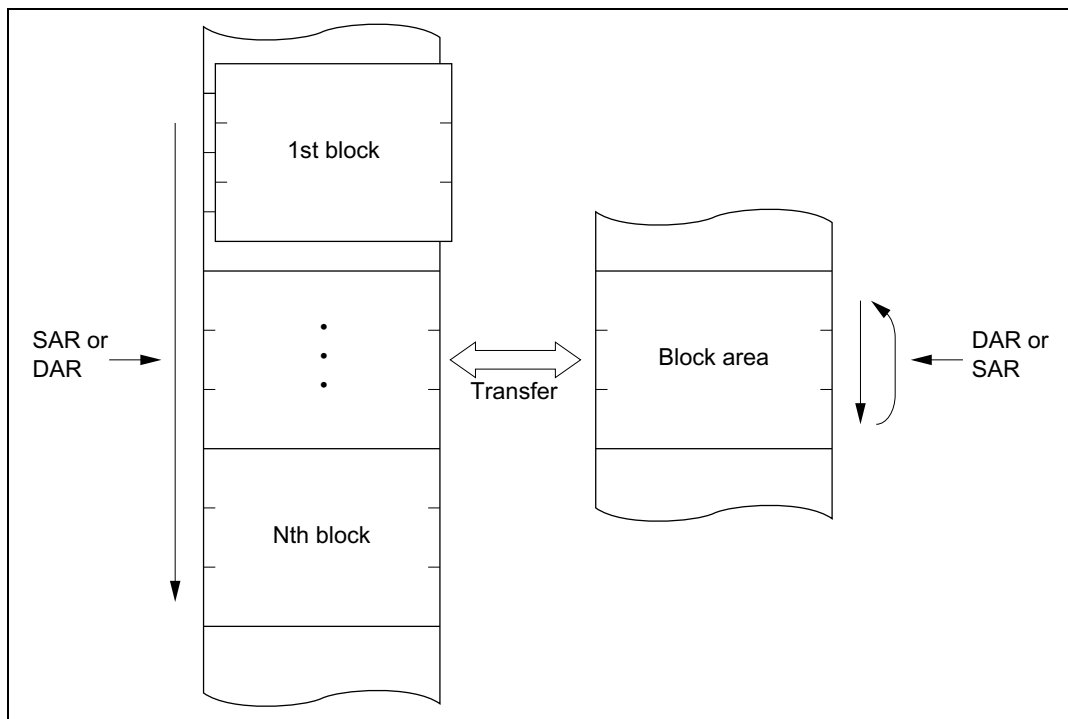 1st block
SAR or
DAR
Transfer
Block area
DAR or
SAR
Nth block